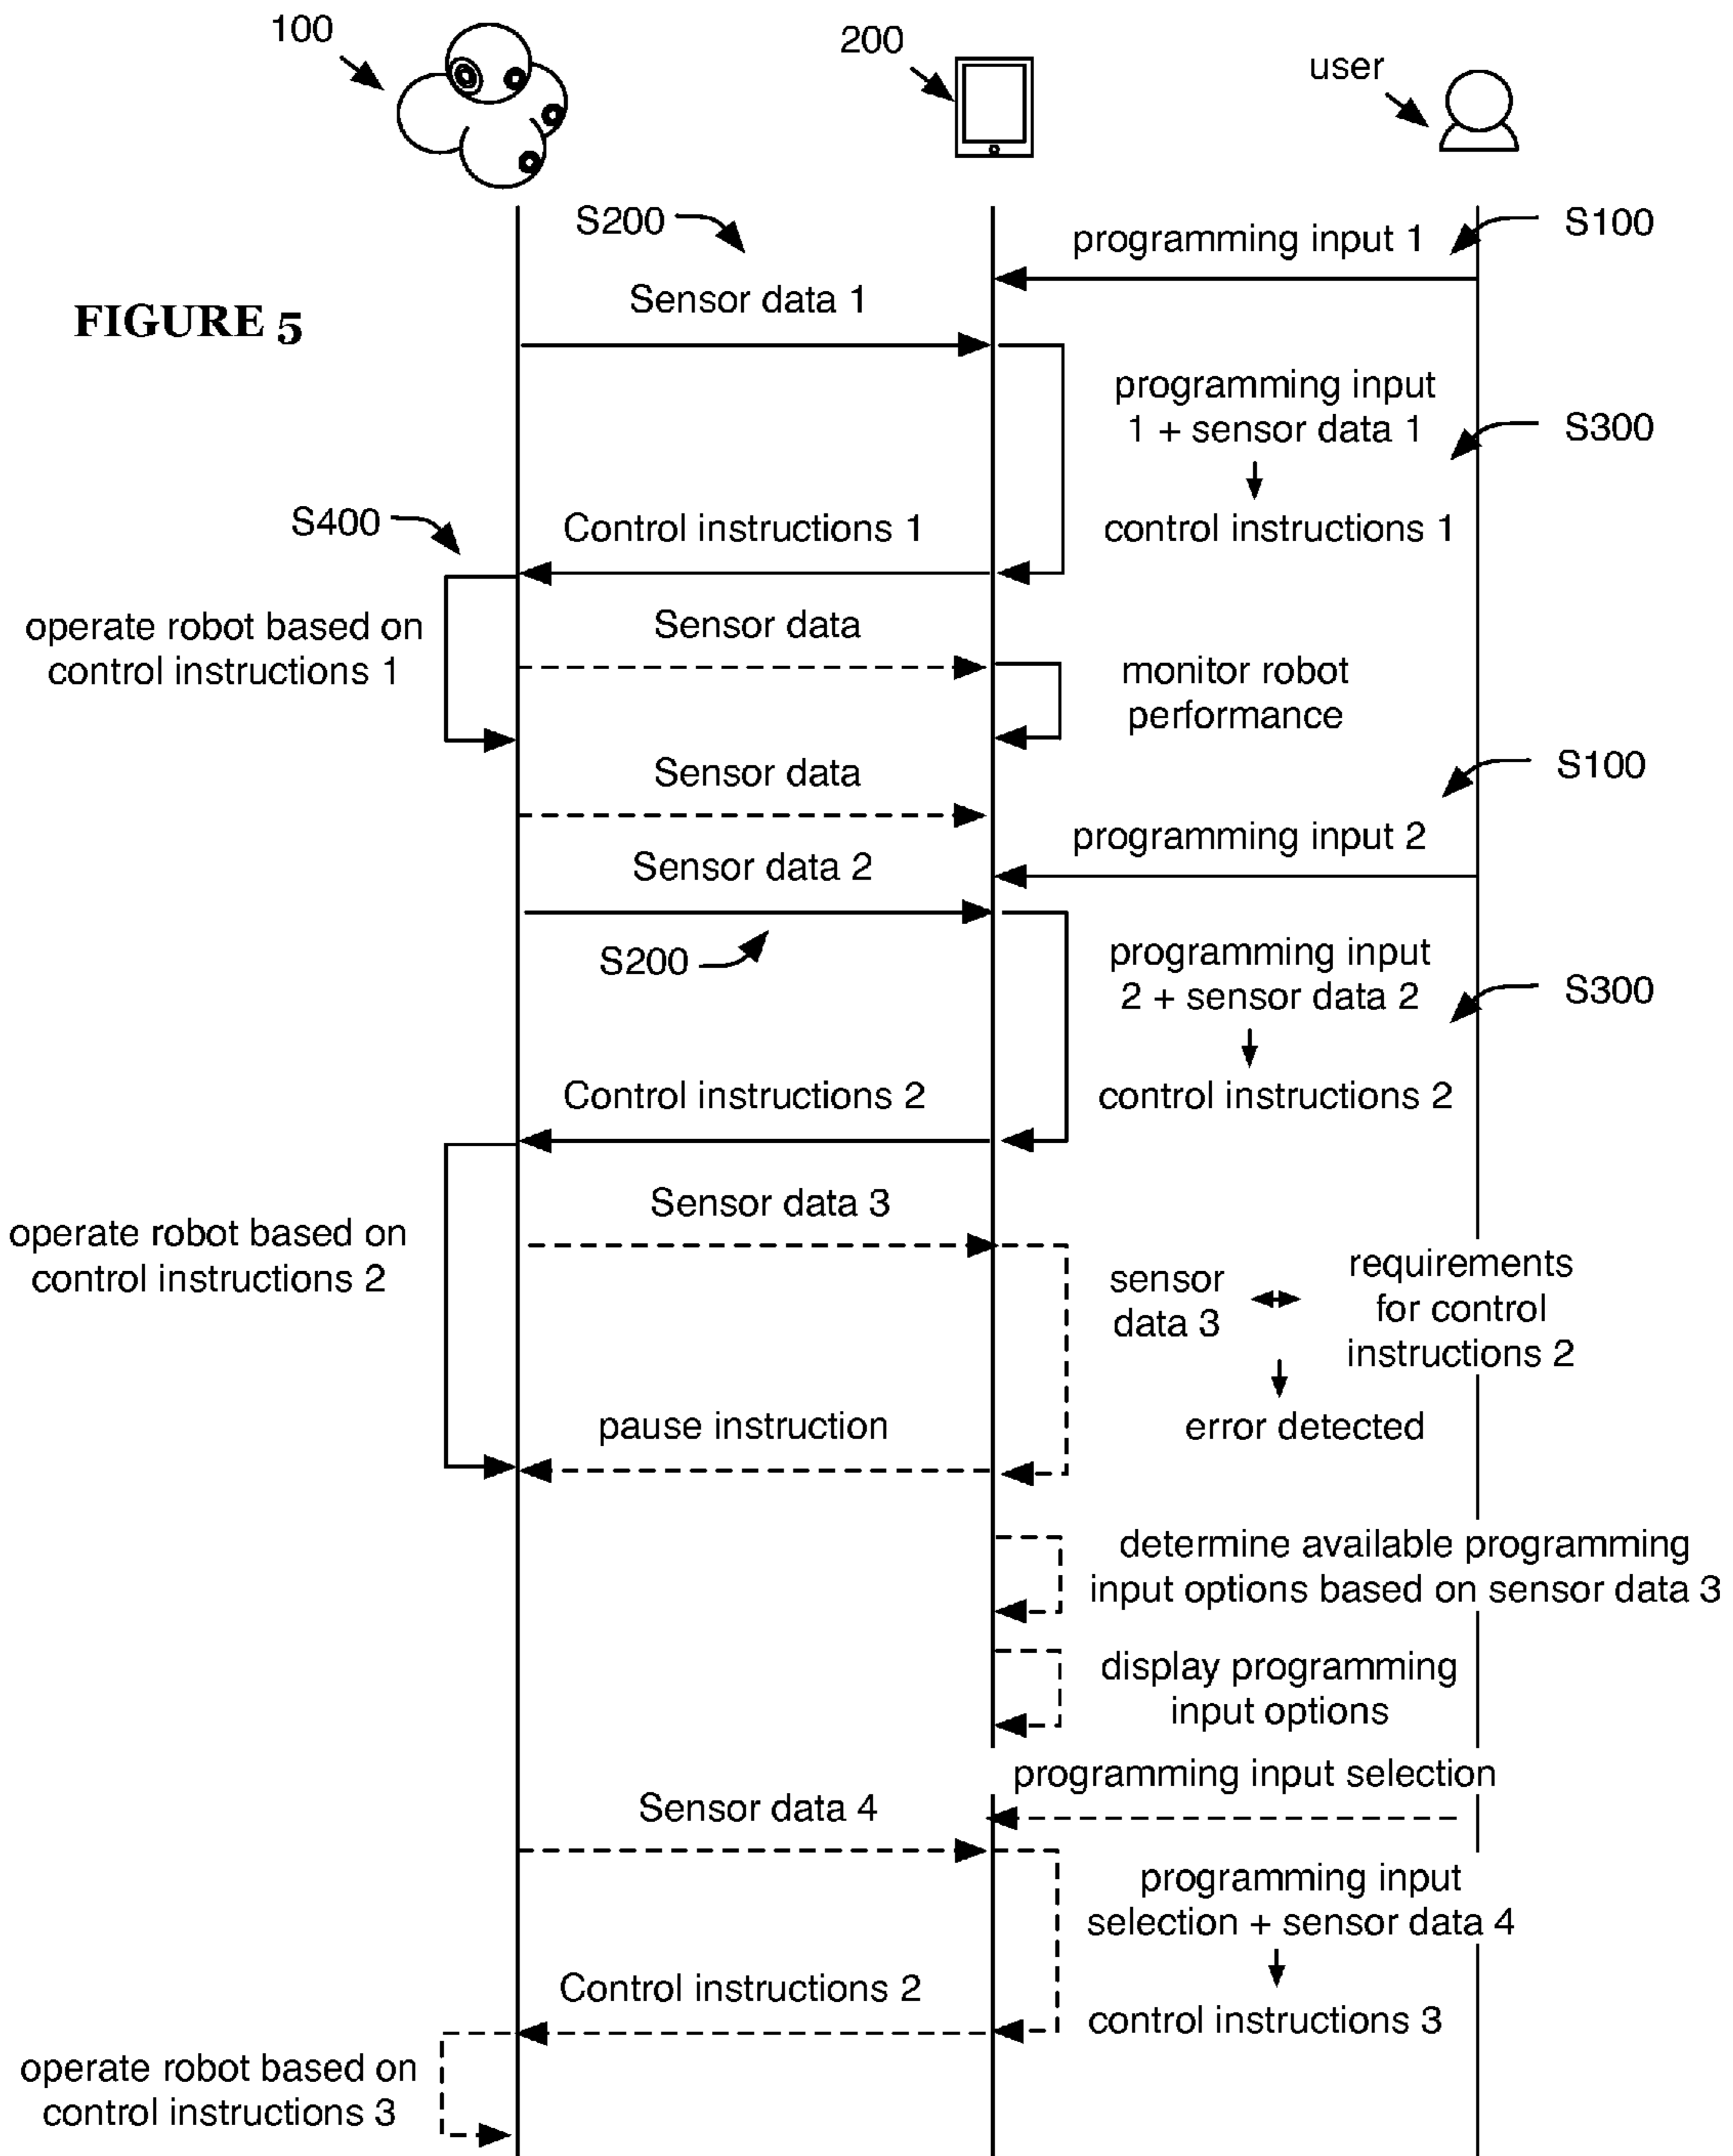 100
200
user
S200
S100
programming input 1
FIGURE 5
Sensor data 1
programming input
1 + sensor data 1
S300
S400
Control instructions 1
control instructions 1
operate robot based on
control instructions 1
Sensor data
monitor robot
performance
Sensor data
S100
programming input 2
Sensor data 2
S200
programming input
2 + sensor data 2
S300
Control instructions 2
control instructions 2
operate robot based on
control instructions 2
Sensor data 3
sensor
data 3
requirements
for control
instructions 2
pause instruction
error detected
determine available programming
input options based on sensor data 3
display programming
input options
programming input selection
Sensor data 4
programming input
selection + sensor data 4
Control instructions 2
control instructions 3
operate robot based on
control instructions 3